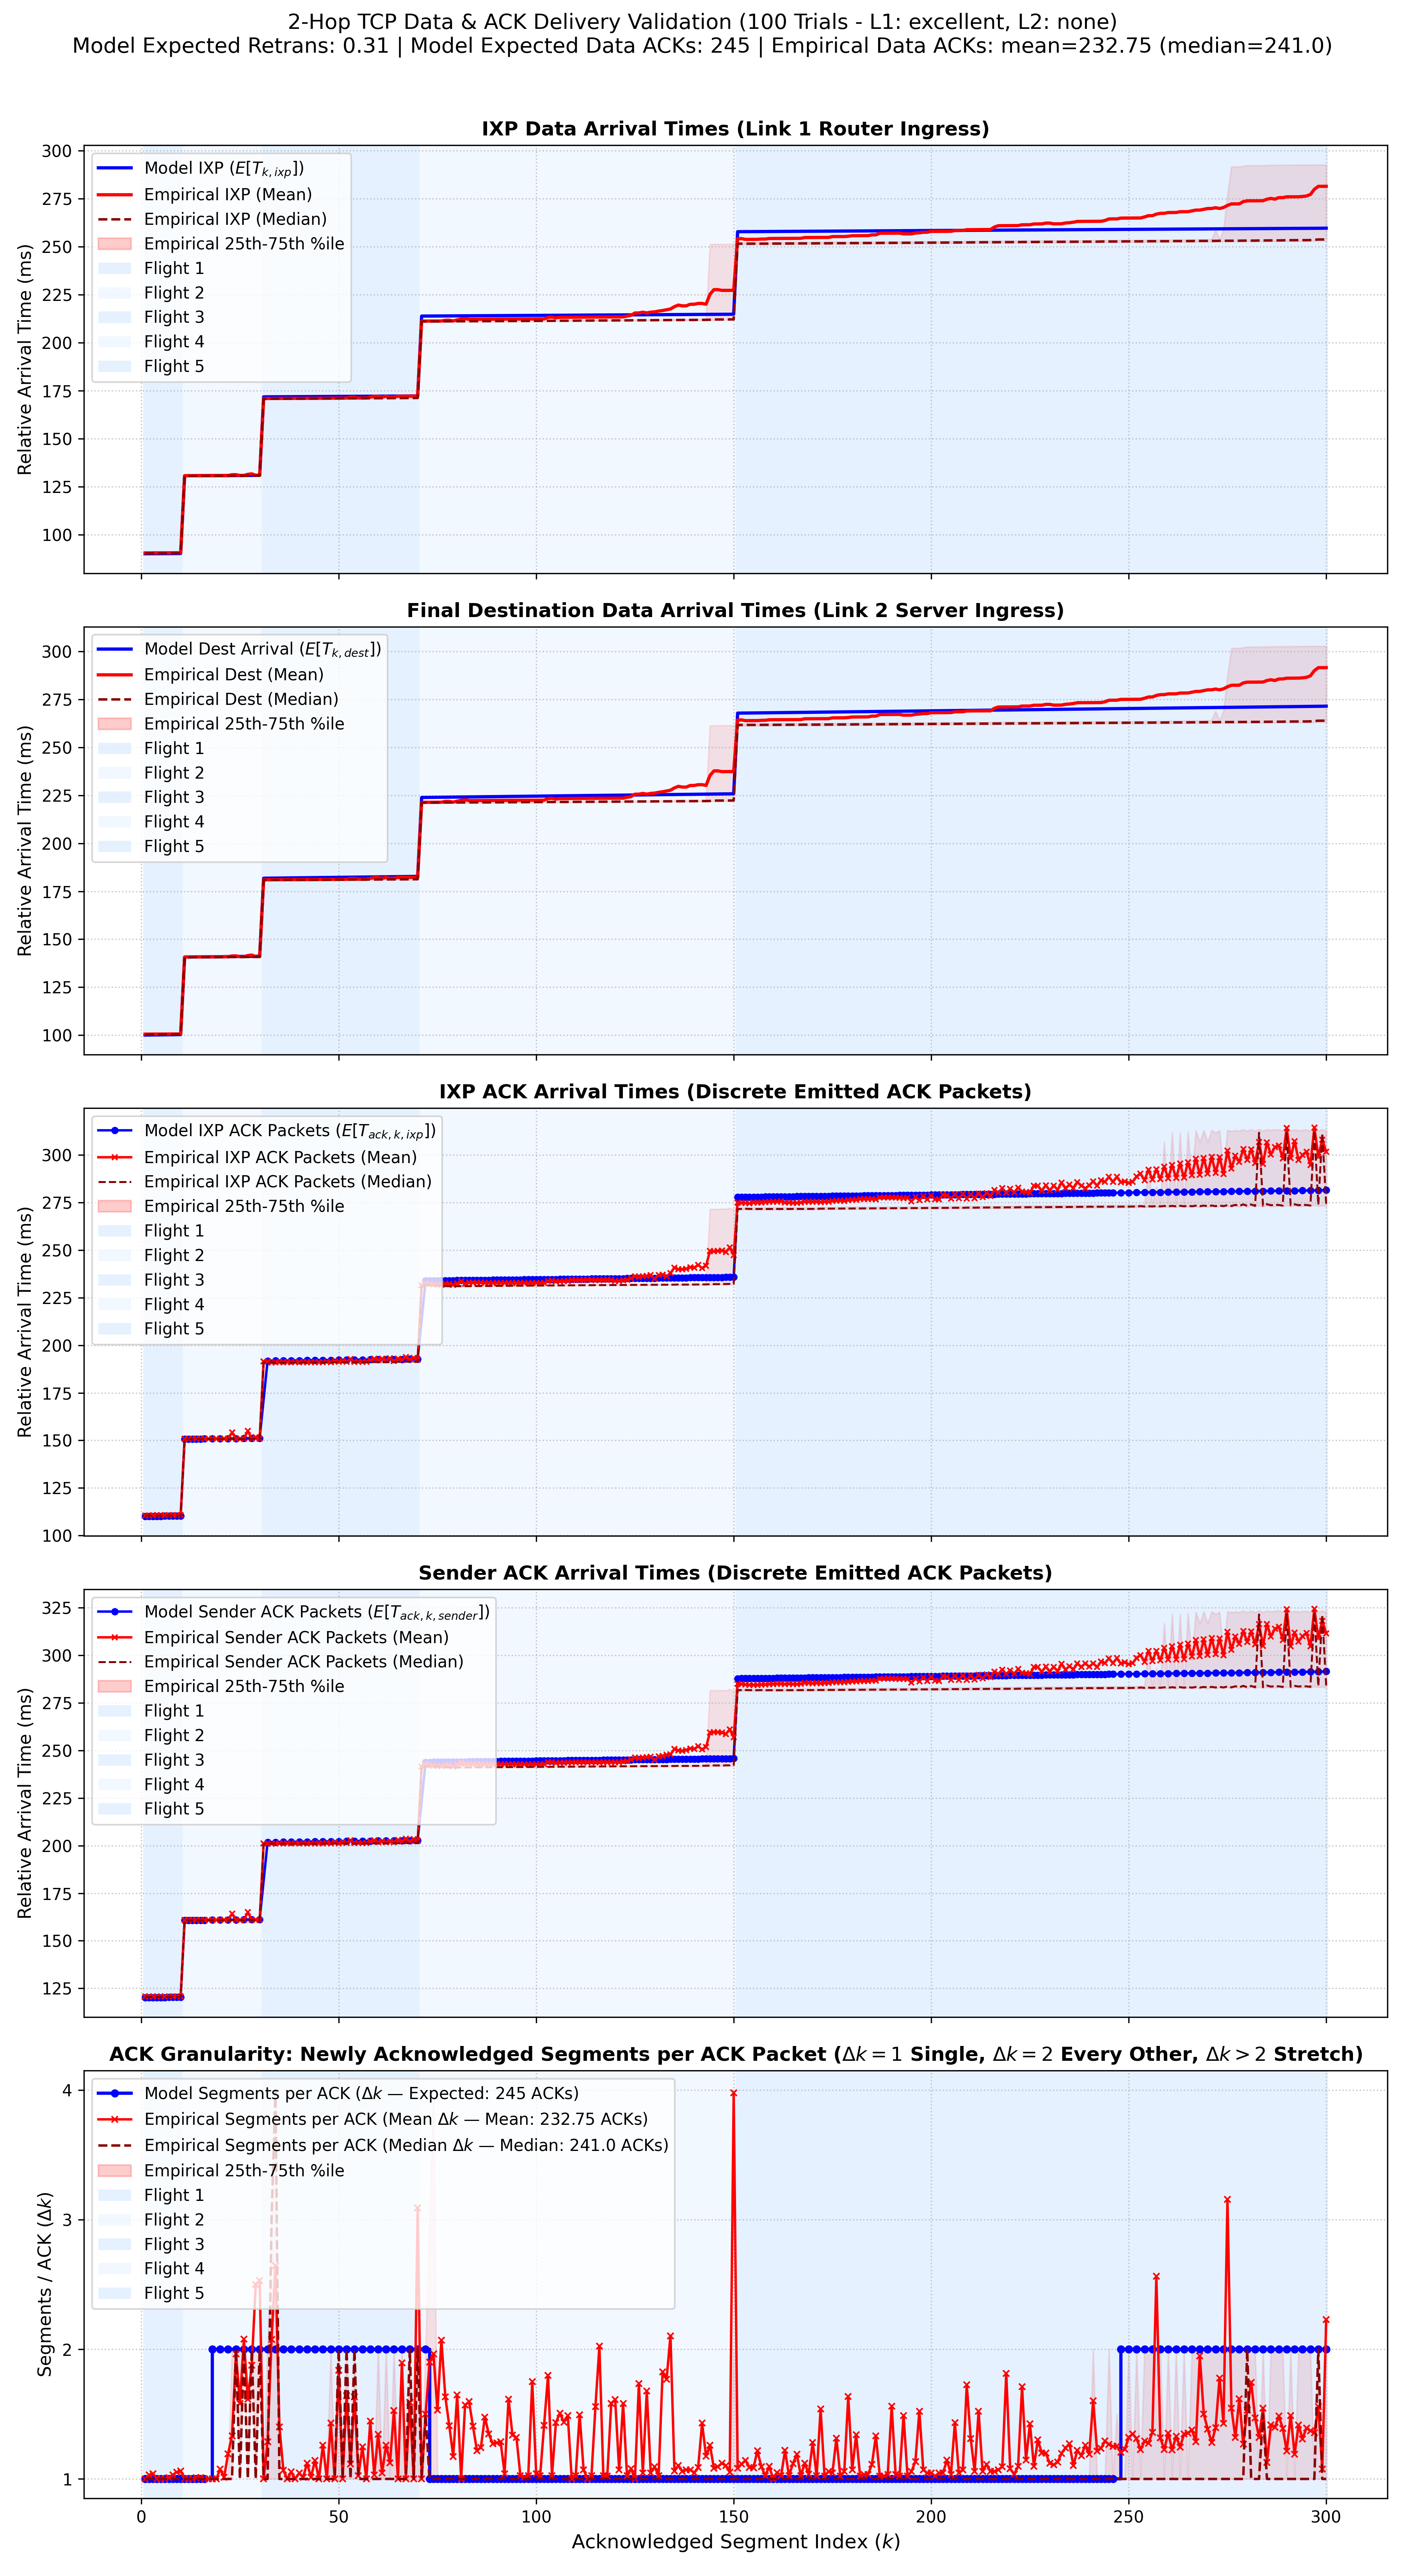 2-Hop TCP Data & ACK Delivery Validation (100 Trials - L1: excellent, L2: none)
Model Expected Retrans: 0.31 | Model Expected Data ACKs: 245 | Empirical Data ACKs: mean=232.75 (median=241.0)
IXP Data Arrival Times (Link 1 Router Ingress)
Relative Arrival Time (ms)
300
275
250
225
200
175
150
125
100
Model IXP (E[T_{k,ixp}])
Empirical IXP (Mean)
Empirical IXP (Median)
Empirical 25th-75th %ile
Flight 1
Flight 2
Flight 3
Flight 4
Flight 5
Final Destination Data Arrival Times (Link 2 Server Ingress)
Relative Arrival Time (ms)
300
275
250
225
200
175
150
125
100
Model Dest Arrival (E[T_{k,dest}])
Empirical Dest (Mean)
Empirical Dest (Median)
Empirical 25th-75th %ile
Flight 1
Flight 2
Flight 3
Flight 4
Flight 5
IXP ACK Arrival Times (Discrete Emitted ACK Packets)
Relative Arrival Time (ms)
300
275
250
225
200
175
150
125
100
Model IXP ACK Packets (E[T_{ack,k,ixp}])
Empirical IXP ACK Packets (Mean)
Empirical IXP ACK Packets (Median)
Empirical 25th-75th %ile
Flight 1
Flight 2
Flight 3
Flight 4
Flight 5
Sender ACK Arrival Times (Discrete Emitted ACK Packets)
Relative Arrival Time (ms)
325
300
275
250
225
200
175
150
125
Model Sender ACK Packets (E[T_{ack,k,sender}])
Empirical Sender ACK Packets (Mean)
Empirical Sender ACK Packets (Median)
Empirical 25th-75th %ile
Flight 1
Flight 2
Flight 3
Flight 4
Flight 5
ACK Granularity: Newly Acknowledged Segments per ACK Packet (Δk = 1 Single, Δk = 2 Every Other, Δk > 2 Stretch)
Segments / ACK (Δk)
4
3
2
1
Model Segments per ACK (Δk — Expected: 245 ACKs)
Empirical Segments per ACK (Mean Δk — Mean: 232.75 ACKs)
Empirical Segments per ACK (Median Δk — Median: 241.0 ACKs)
Empirical 25th-75th %ile
Flight 1
Flight 2
Flight 3
Flight 4
Flight 5
0 50 100 150 200 250 300
Acknowledged Segment Index (k)